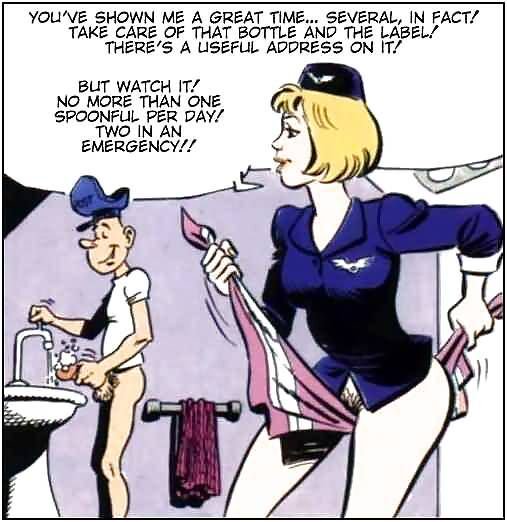 YOU'VE SHOWN ME A GREAT TIME... SEVERAL, IN FACT!
TAKE CARE OF THAT BOTTLE AND THE LABEL!
THERE'S A USEFUL ADDRESS ON IT!
BUT WATCH IT!
NO MORE THAN ONE
SPOONFUL PER DAY!
TWO IN AN
EMERGENCY!!
POST